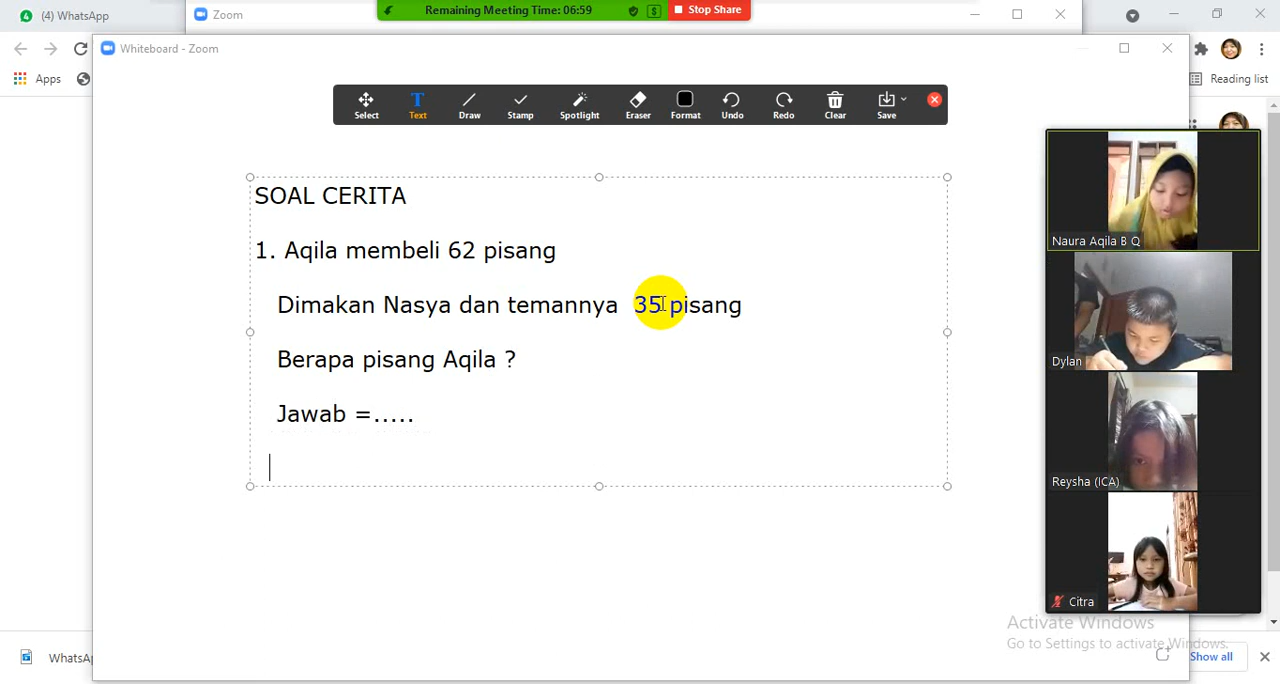 (4) WhatsApp
Zoom
Remaining Meeting Time: 06:59
Stop Share
Whiteboard - Zoom
Apps
Reading list
Select
Text
Draw
Stamp
Spotlight
Eraser
Format
Undo
Redo
Clear
Save
SOAL CERITA
1. Aqila membeli 62 pisang
Dimakan Nasya dan temannya 35 pisang
Berapa pisang Aqila ?
Jawab =.....
Naura Aqila B Q
Dylan
Reysha (ICA)
Citra
Activate Windows
Go to Settings to activate Windows.
WhatsAp
Show all